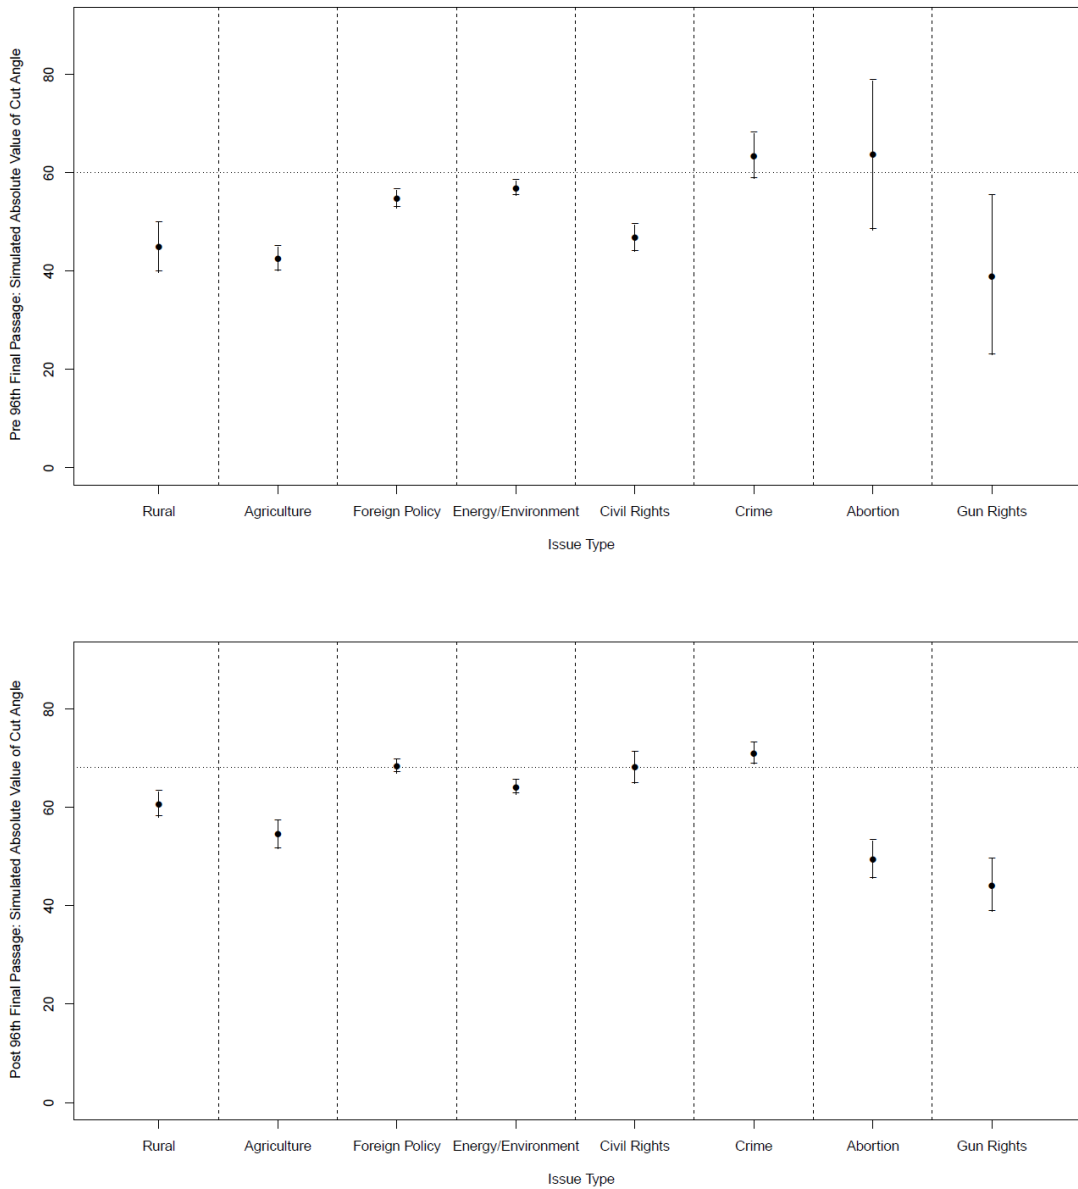 Pre 96th Final Passage: Simulated Absolute Value of Cut Angle
80
60
40
20
0
Rural Agriculture Foreign Policy Energy/Environment Civil Rights Crime Abortion Gun Rights
Issue Type
Post 96th Final Passage: Simulated Absolute Value of Cut Angle
80
60
40
20
0
Rural Agriculture Foreign Policy Energy/Environment Civil Rights Crime Abortion Gun Rights
Issue Type